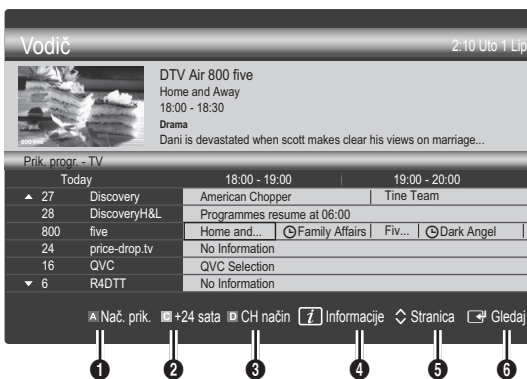 Vodič
2:10 Uto 1 Lip
DTV Air 800 five
Home and Away
18:00 - 18:30
Drama
Dani is devastated when scott makes clear his views on marriage...
800 five
Prik. progr. - TV
Today 18:00 - 19:00 19:00 - 20:00
▲ 27 Discovery American Chopper Tine Team
28 DiscoveryH&L Programmes resume at 06:00
800 five Home and... Family Affairs Fiv... Dark Angel
24 price-drop.tv No Information
16 QVC QVC Selection
▼ 6 R4DTT No Information
A Nač. prik. C +24 sata D CH način i Informacije Stranica Gledaj
1 2 3 4 5 6